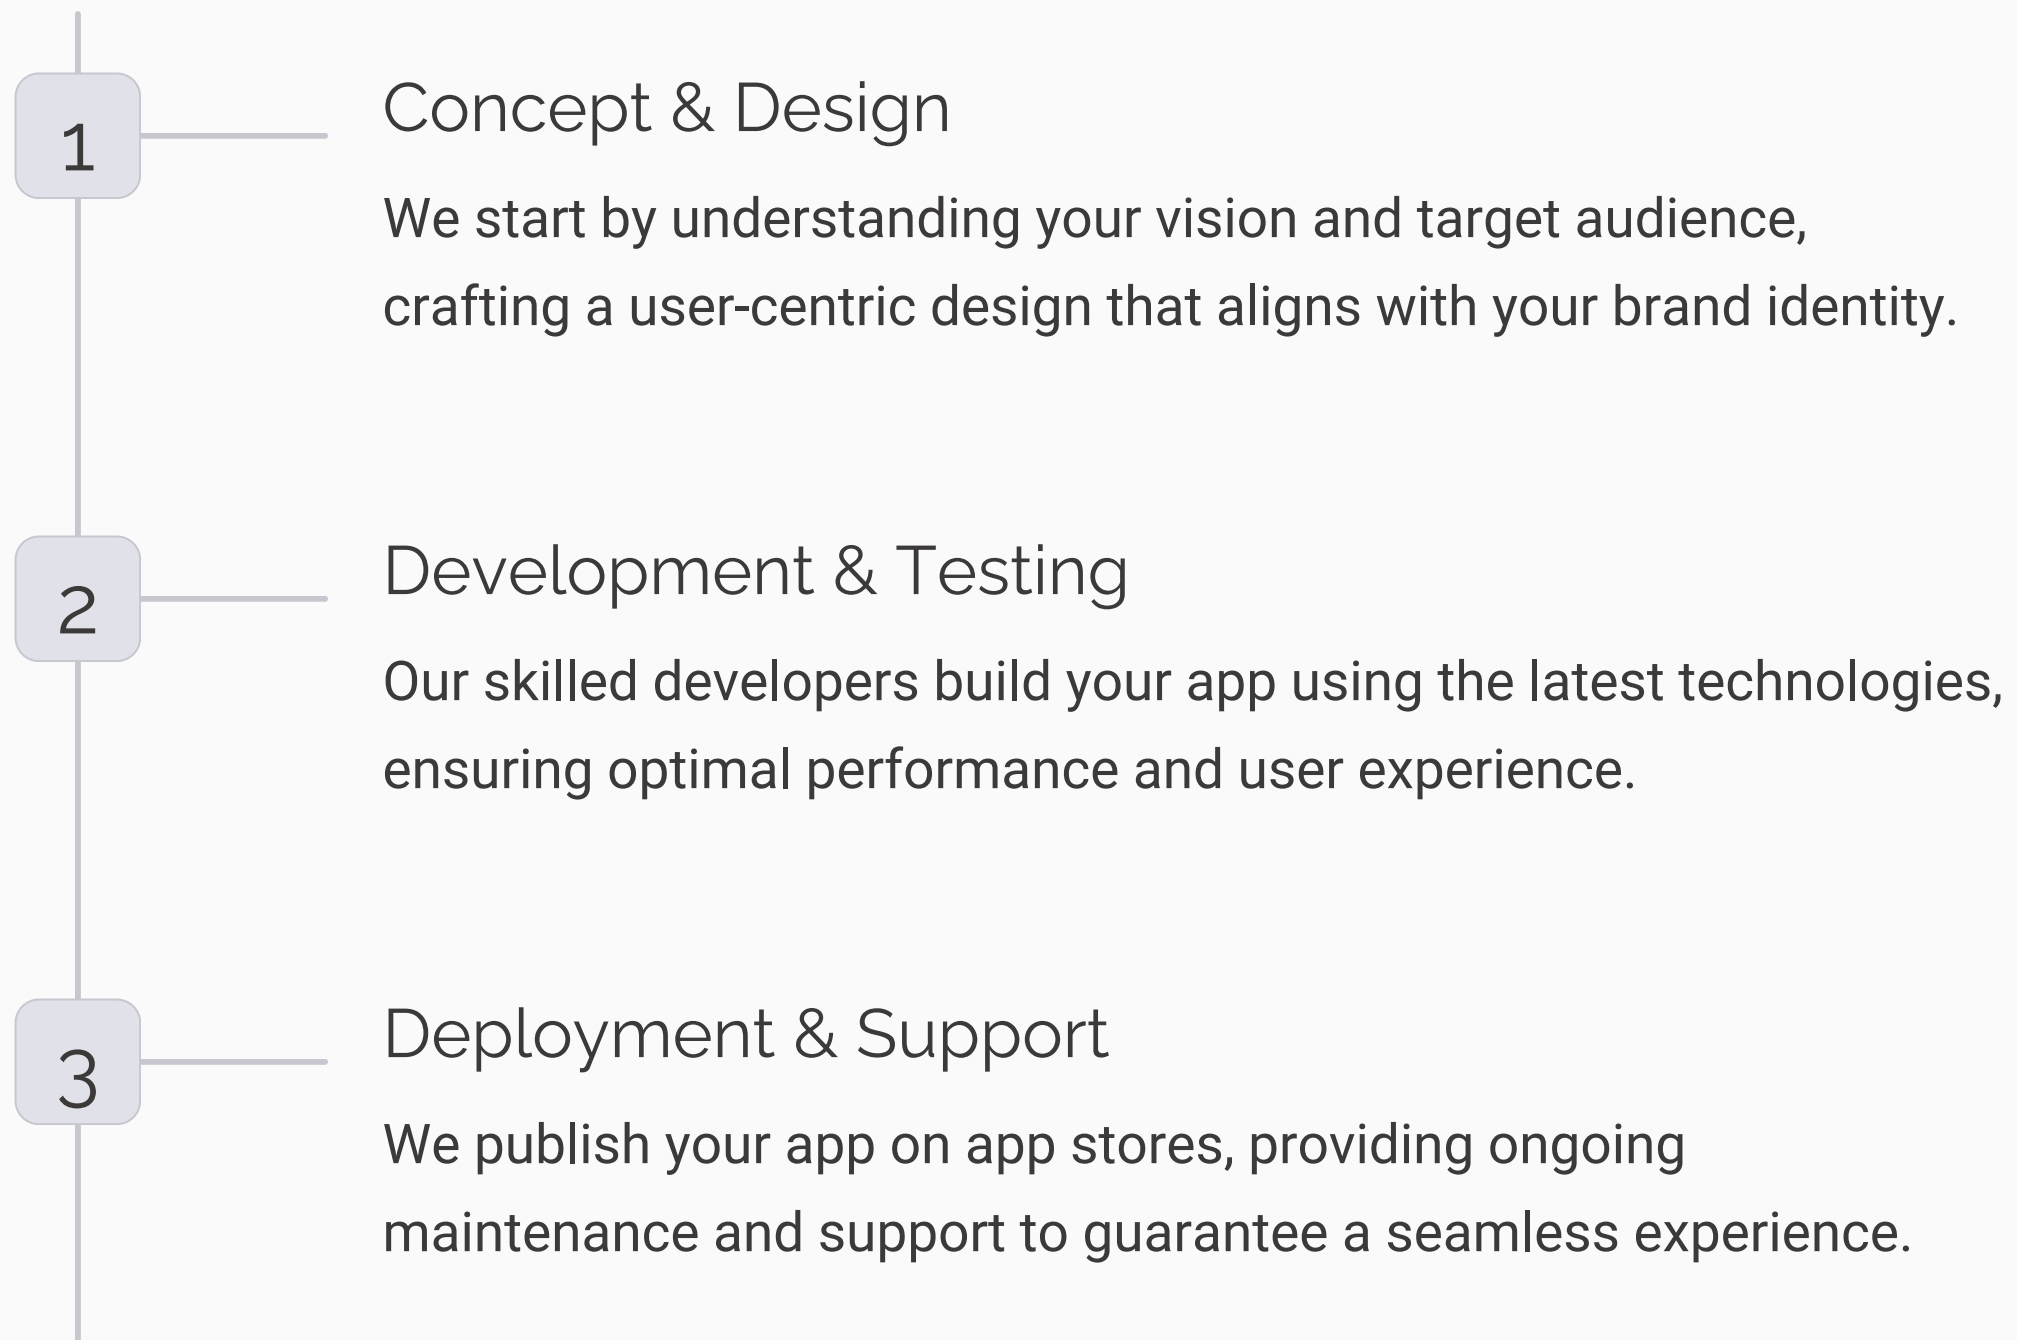 1
Concept & Design
We start by understanding your vision and target audience,
crafting a user-centric design that aligns with your brand identity.
2
Development & Testing
Our skilled developers build your app using the latest technologies,
ensuring optimal performance and user experience.
3
Deployment & Support
We publish your app on app stores, providing ongoing
maintenance and support to guarantee a seamless experience.